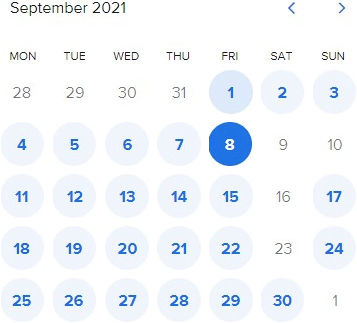 September 2021
MON TUE WED THU FRI SAT SUN
28 29 30 31 1 2 3
4 5 6 7 8 9 10
11 12 13 14 15 16 17
18 19 20 21 22 23 24
25 26 27 28 29 30 1